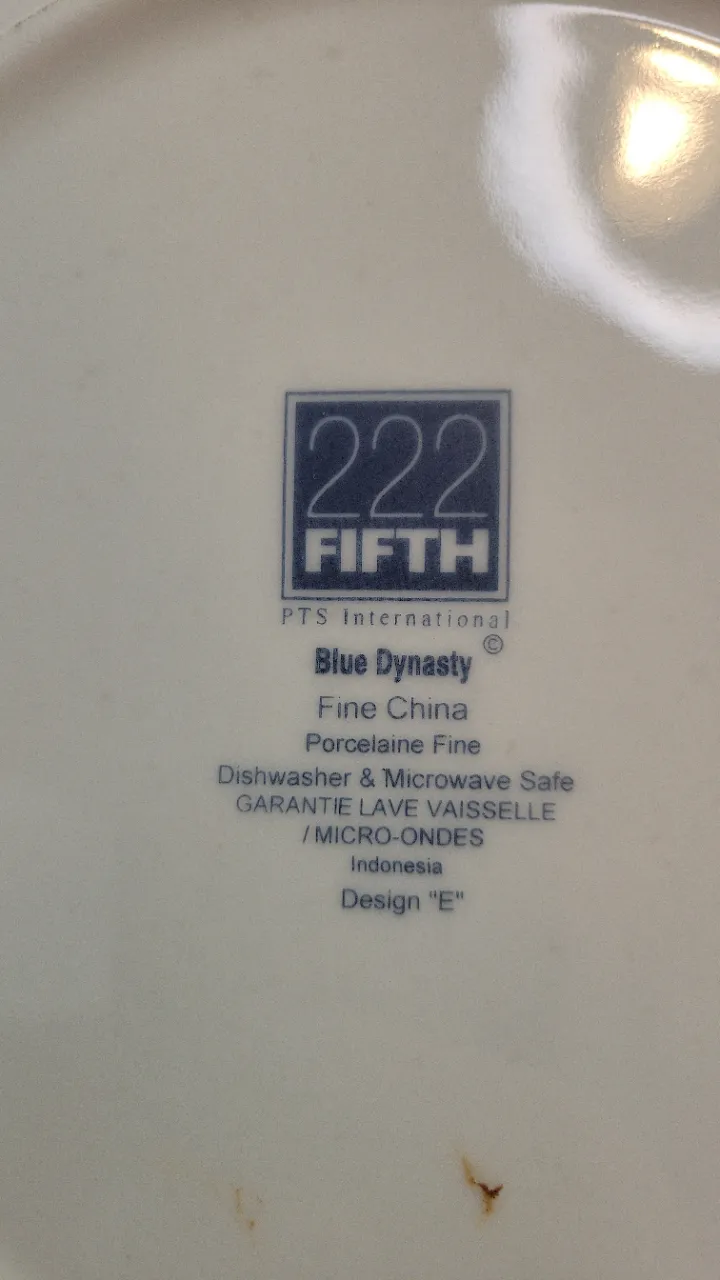 222
FIFTH
PTS International
©
Blue Dynasty
Fine China
Porcelaine Fine
Dishwasher & Microwave Safe
GARANTIE LAVE VAISSELLE
/ MICRO-ONDES
Indonesia
Design "E"